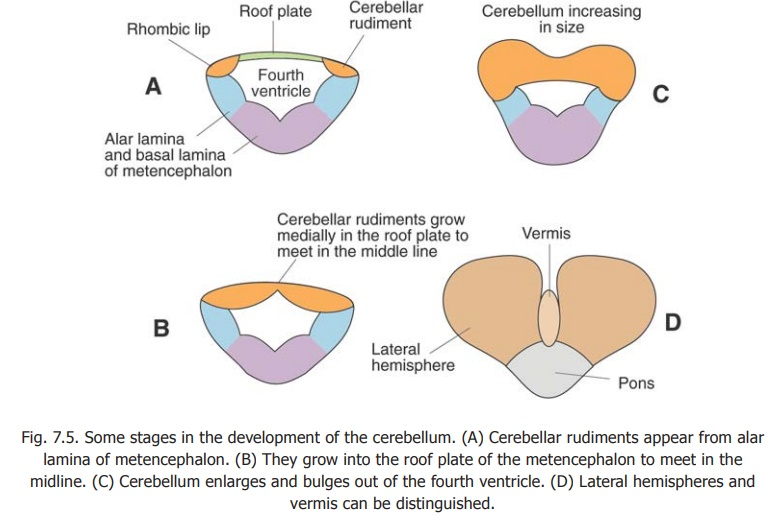 Roof plate
Cerebellar
rudiment
Rhombic lip
Fourth
ventricle
A
Alar lamina
and basal lamina
of metencephalon
Cerebellum increasing
in size
C
Cerebellar rudiments grow
medially in the roof plate to
meet in the middle line
B
Vermis
D
Lateral
hemisphere
Pons
Fig. 7.5. Some stages in the development of the cerebellum. (A) Cerebellar rudiments appear from alar
lamina of metencephalon. (B) They grow into the roof plate of the metencephalon to meet in the
midline. (C) Cerebellum enlarges and bulges out of the fourth ventricle. (D) Lateral hemispheres and
vermis can be distinguished.